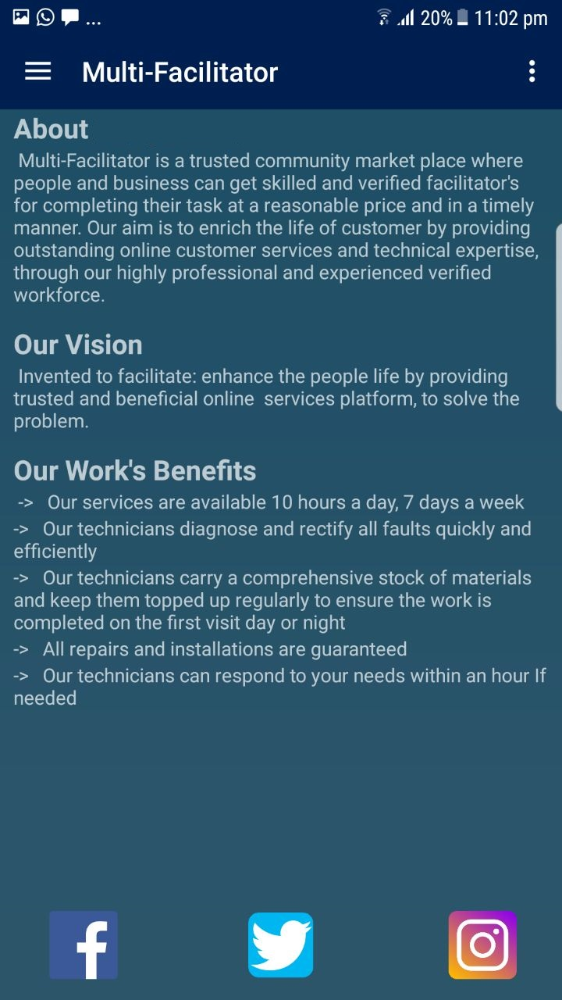 ... 20% 11:02 pm
Multi-Facilitator
About
Multi-Facilitator is a trusted community market place where
people and business can get skilled and verified facilitator's
for completing their task at a reasonable price and in a timely
manner. Our aim is to enrich the life of customer by providing
outstanding online customer services and technical expertise,
through our highly professional and experienced verified
workforce.
Our Vision
Invented to facilitate: enhance the people life by providing
trusted and beneficial online  services platform, to solve the
problem.
Our Work's Benefits
->   Our services are available 10 hours a day, 7 days a week
->   Our technicians diagnose and rectify all faults quickly and
efficiently
->   Our technicians carry a comprehensive stock of materials
and keep them topped up regularly to ensure the work is
completed on the first visit day or night
->   All repairs and installations are guaranteed
->   Our technicians can respond to your needs within an hour If
needed